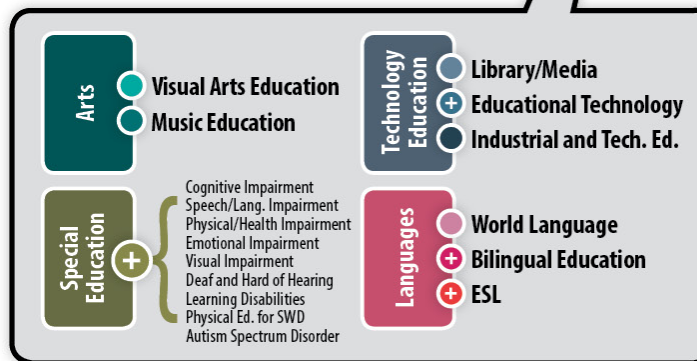 Arts
Visual Arts Education
Music Education
Technology
Education
Library/Media
+ Educational Technology
Industrial and Tech. Ed.
Special
Education
+
Cognitive Impairment
Speech/Lang. Impairment
Physical/Health Impairment
Emotional Impairment
Visual Impairment
Deaf and Hard of Hearing
Learning Disabilities
Physical Ed. for SWD
Autism Spectrum Disorder
Languages
World Language
+ Bilingual Education
+ ESL